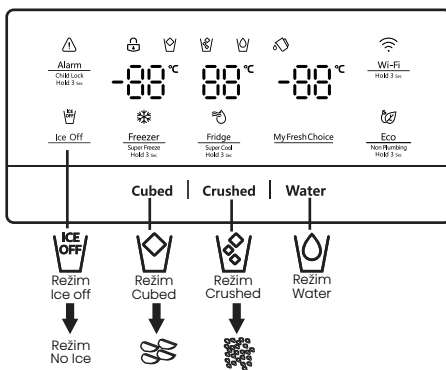 Alarm
Child Lock
Hold 3 Sec
-88 °C
88 °C
-88 °C
Wi-Fi
Hold 3 Sec
Ice Off
Freezer
Super Freeze
Hold 3 Sec
Fridge
Super Cool
Hold 3 Sec
My Fresh Choice
Eco
Non Plumbing
Hold 3 Sec
Cubed | Crushed | Water
ICE
OFF
Režim
Ice off
Režim
Cubed
Režim
Crushed
Režim
Water
Režim
No Ice